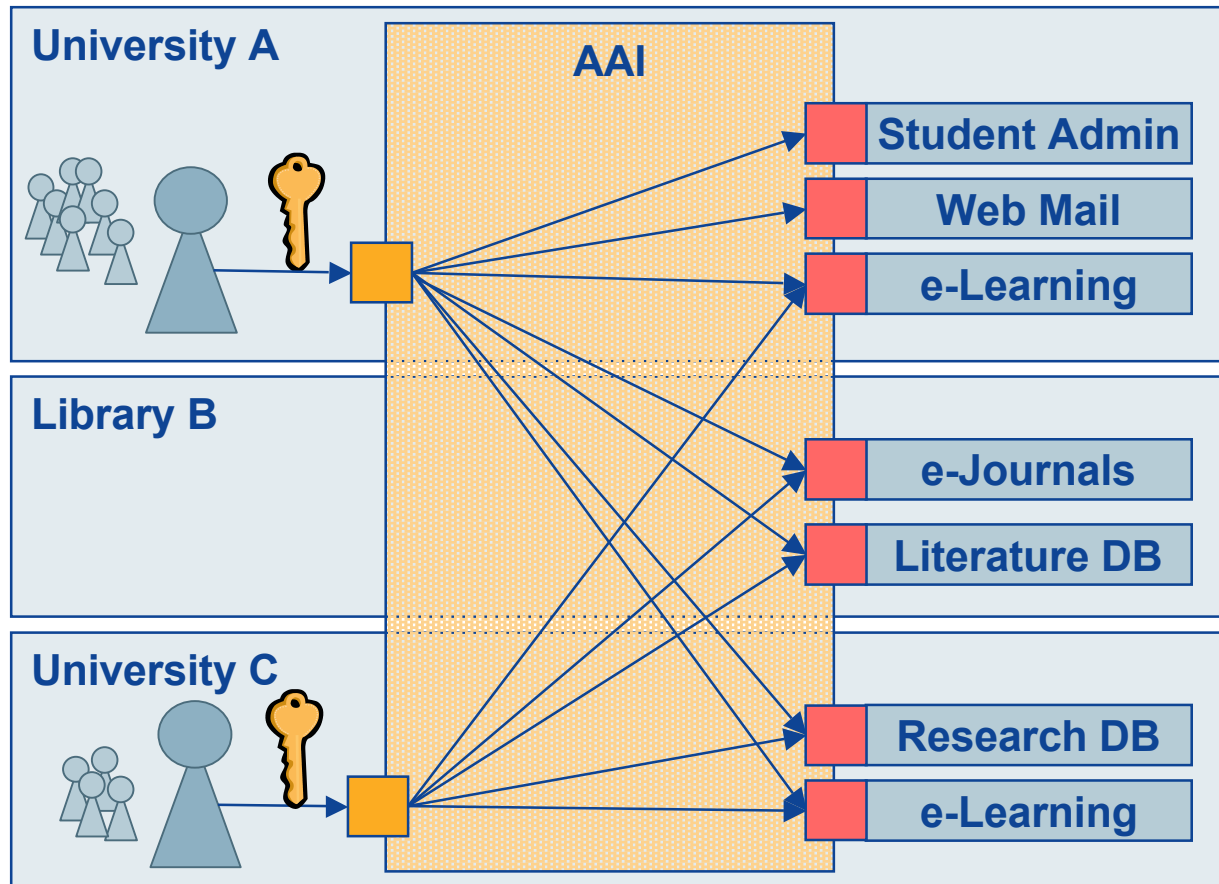 University A
AAI
Student Admin
Web Mail
e-Learning
Library B
e-Journals
Literature DB
University C
Research DB
e-Learning